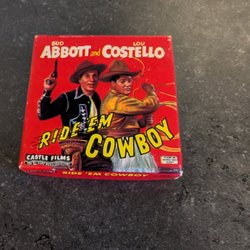 BUD LOU
ABBOTT and COSTELLO
RIDE 'EM
COWBOY
CASTLE FILMS
RIDE 'EM COWBOY